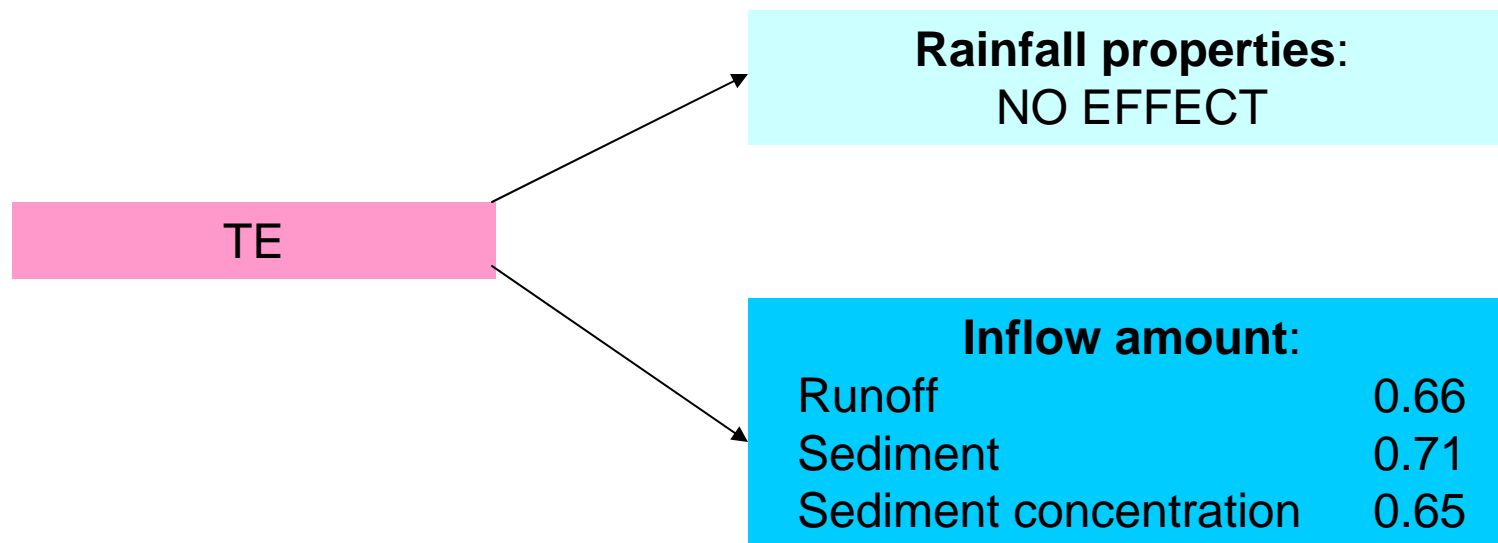 Rainfall properties:
NO EFFECT
TE
Inflow amount:
Runoff 0.66
Sediment 0.71
Sediment concentration 0.65